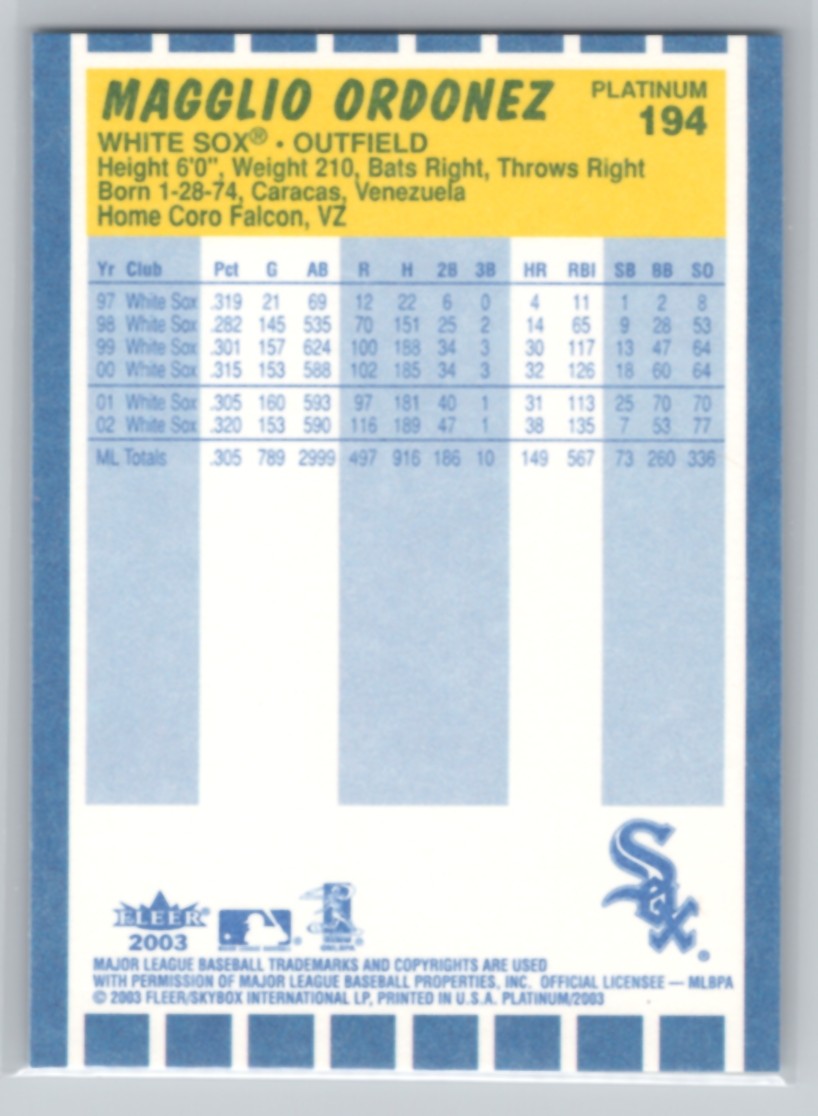 MAGGLIO ORDONEZ
PLATINUM
194
WHITE SOX® • OUTFIELD
Height 6'0", Weight 210, Bats Right, Throws Right
Born 1-28-74, Caracas, Venezuela
Home Coro Falcon, VZ
Yr Club Pct G AB R H 2B 3B HR RBI SB BB SO
97 White Sox .319 21 69 12 22 6 0 4 11 1 2 8
98 White Sox .282 145 535 70 151 25 2 14 65 9 28 53
99 White Sox .301 157 624 100 188 34 3 30 117 13 47 64
00 White Sox .315 153 588 102 185 34 3 32 126 18 60 64
01 White Sox .305 160 593 97 181 40 1 31 113 25 70 70
02 White Sox .320 153 590 116 189 47 1 38 135 7 53 77
ML Totals .305 789 2999 497 916 186 10 149 567 73 260 336
Sox
FLEER®
2003
MAJOR LEAGUE BASEBALL TRADEMARKS AND COPYRIGHTS ARE USED
WITH PERMISSION OF MAJOR LEAGUE BASEBALL PROPERTIES, INC. OFFICIAL LICENSEE — MLBPA
© 2003 FLEER/SKYBOX INTERNATIONAL LP, PRINTED IN U.S.A. PLATINUM/2003